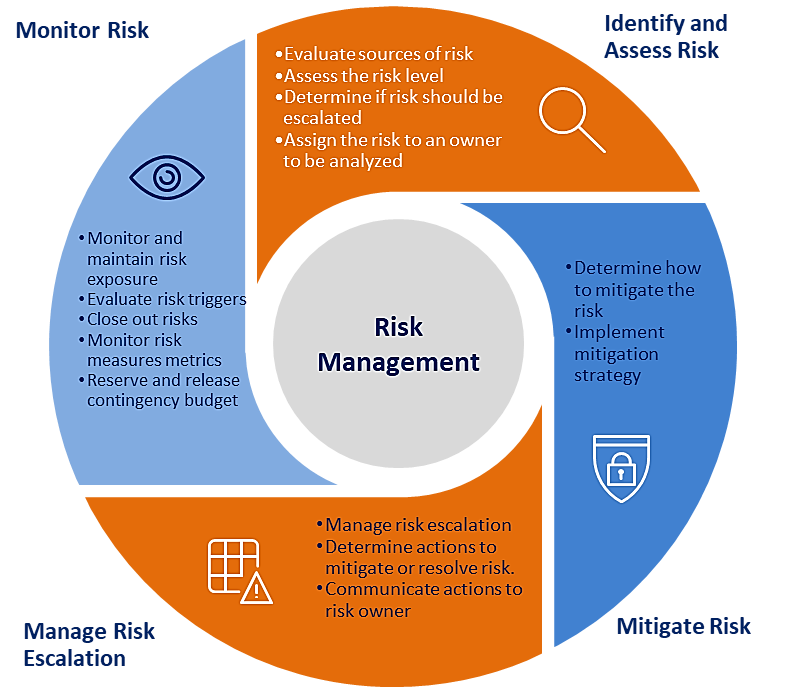 Monitor Risk
Identify and
Assess Risk
•Evaluate sources of risk
•Assess the risk level
•Determine if risk should be
escalated
•Assign the risk to an owner
to be analyzed
•Determine how
to mitigate the
risk
•Implement
mitigation
strategy
Mitigate Risk
•Manage risk escalation
•Determine actions to
mitigate or resolve risk.
•Communicate actions to
risk owner
Manage Risk
Escalation
•Monitor and
maintain risk
exposure
•Evaluate risk triggers
•Close out risks
•Monitor risk
measures metrics
•Reserve and release
contingency budget
Risk
Management